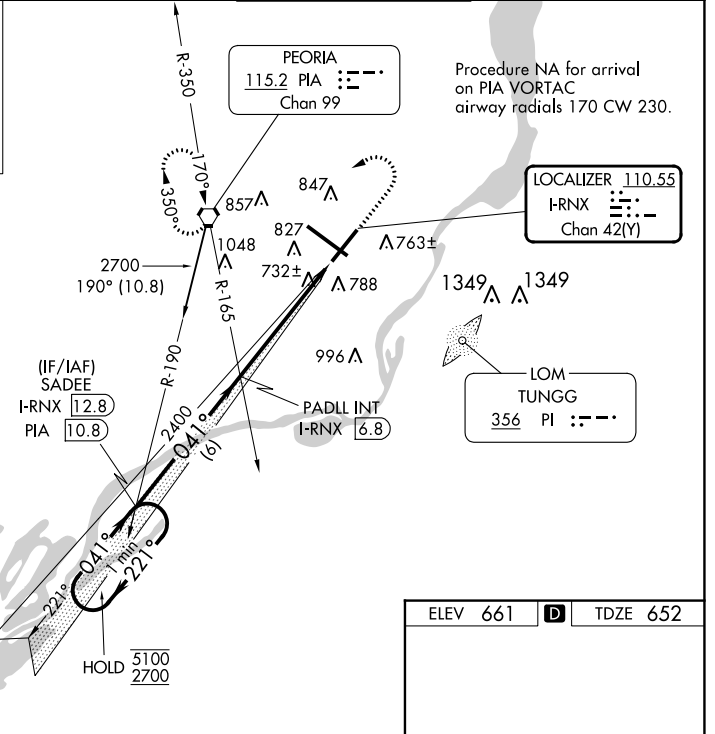 R-350
PEORIA
115.2 PIA
Chan 99
Procedure NA for arrival
on PIA VORTAC
airway radials 170 CW 230.
170°
350°
857
847
LOCALIZER 110.55
I-RNX
Chan 42(Y)
827
763±
1048
732±
788
2700
190° (10.8)
R-165
1349
1349
R-190
996
LOM
TUNGG
356 PI
(IF/IAF)
SADEE
I-RNX 12.8
PIA 10.8
PADLL INT
I-RNX 6.8
2400
041°
(6)
041°
1 min
221°
221°
HOLD 5100
2700
ELEV 661 D TDZE 652